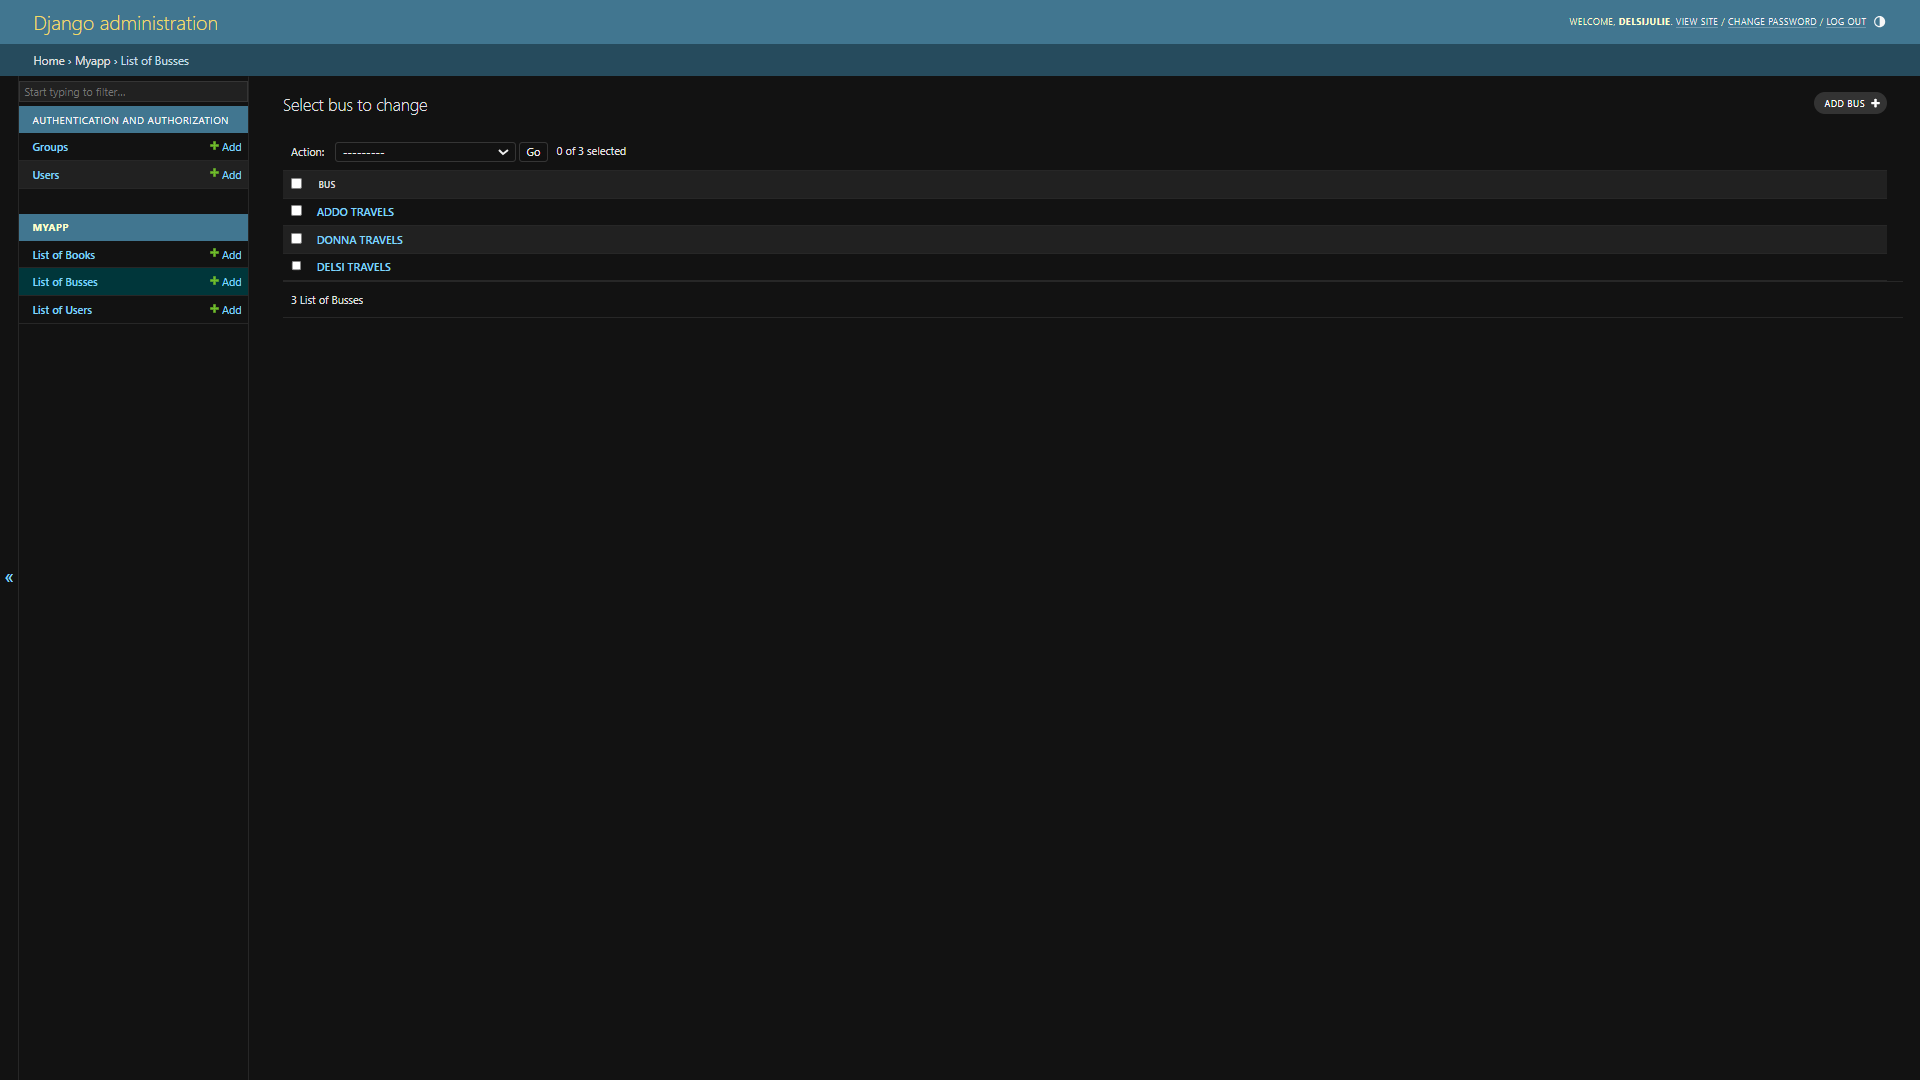 Django administration
WELCOME, DELSIJULIE. VIEW SITE / CHANGE PASSWORD / LOG OUT
Home › Myapp › List of Busses
Start typing to filter...
AUTHENTICATION AND AUTHORIZATION
Groups + Add
Users + Add
MYAPP
List of Books + Add
List of Busses + Add
List of Users + Add
«
Select bus to change
ADD BUS +
Action: --------- Go 0 of 3 selected
BUS
ADDO TRAVELS
DONNA TRAVELS
DELSI TRAVELS
3 List of Busses